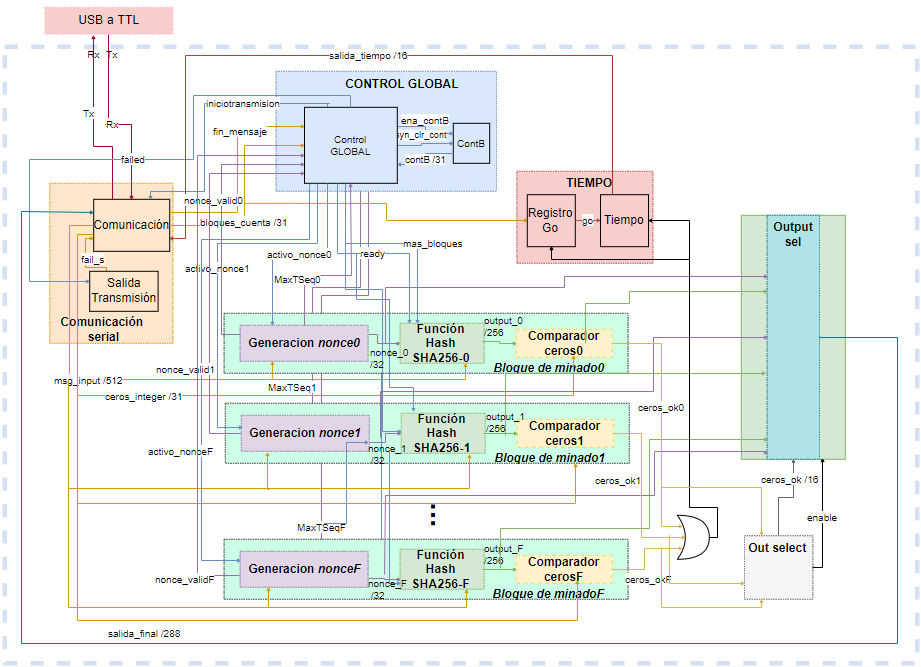 USB a TTL
Rx Tx
salida_tiempo /16
CONTROL GLOBAL
iniciotransmision
Tx
Rx
fin_mensaje
ena_contB
syn_clr_cont
Control
GLOBAL
ContB
contB /31
failed
TIEMPO
nonce_valid0
Registro
Go
go
Tiempo
Comunicación
bloques_cuenta /31
Output
sel
mas_bloques
activo_nonce0
ready
fail_s
activo_nonce1
MaxTSeq0
Salida
Transmisión
Comunicación
serial
Generacion nonce0
nonce_0
/32
Función
Hash
SHA256-0
output_0
/256
Comparador
ceros0
Bloque de minado0
nonce_valid1
msg_input /512
MaxTSeq1
ceros_integer /31
ceros_ok0
Generacion nonce1
nonce_1
/32
Función
Hash
SHA256-1
output_1
/256
Comparador
ceros1
Bloque de minado1
activo_nonceF
ceros_ok1
ceros_ok /16
enable
MaxTSeqF
Out select
Generacion nonceF
nonce_F
/32
Función
Hash
SHA256-F
output_F
/256
Comparador
cerosF
Bloque de minadoF
nonce_validF
ceros_okF
salida_final /288